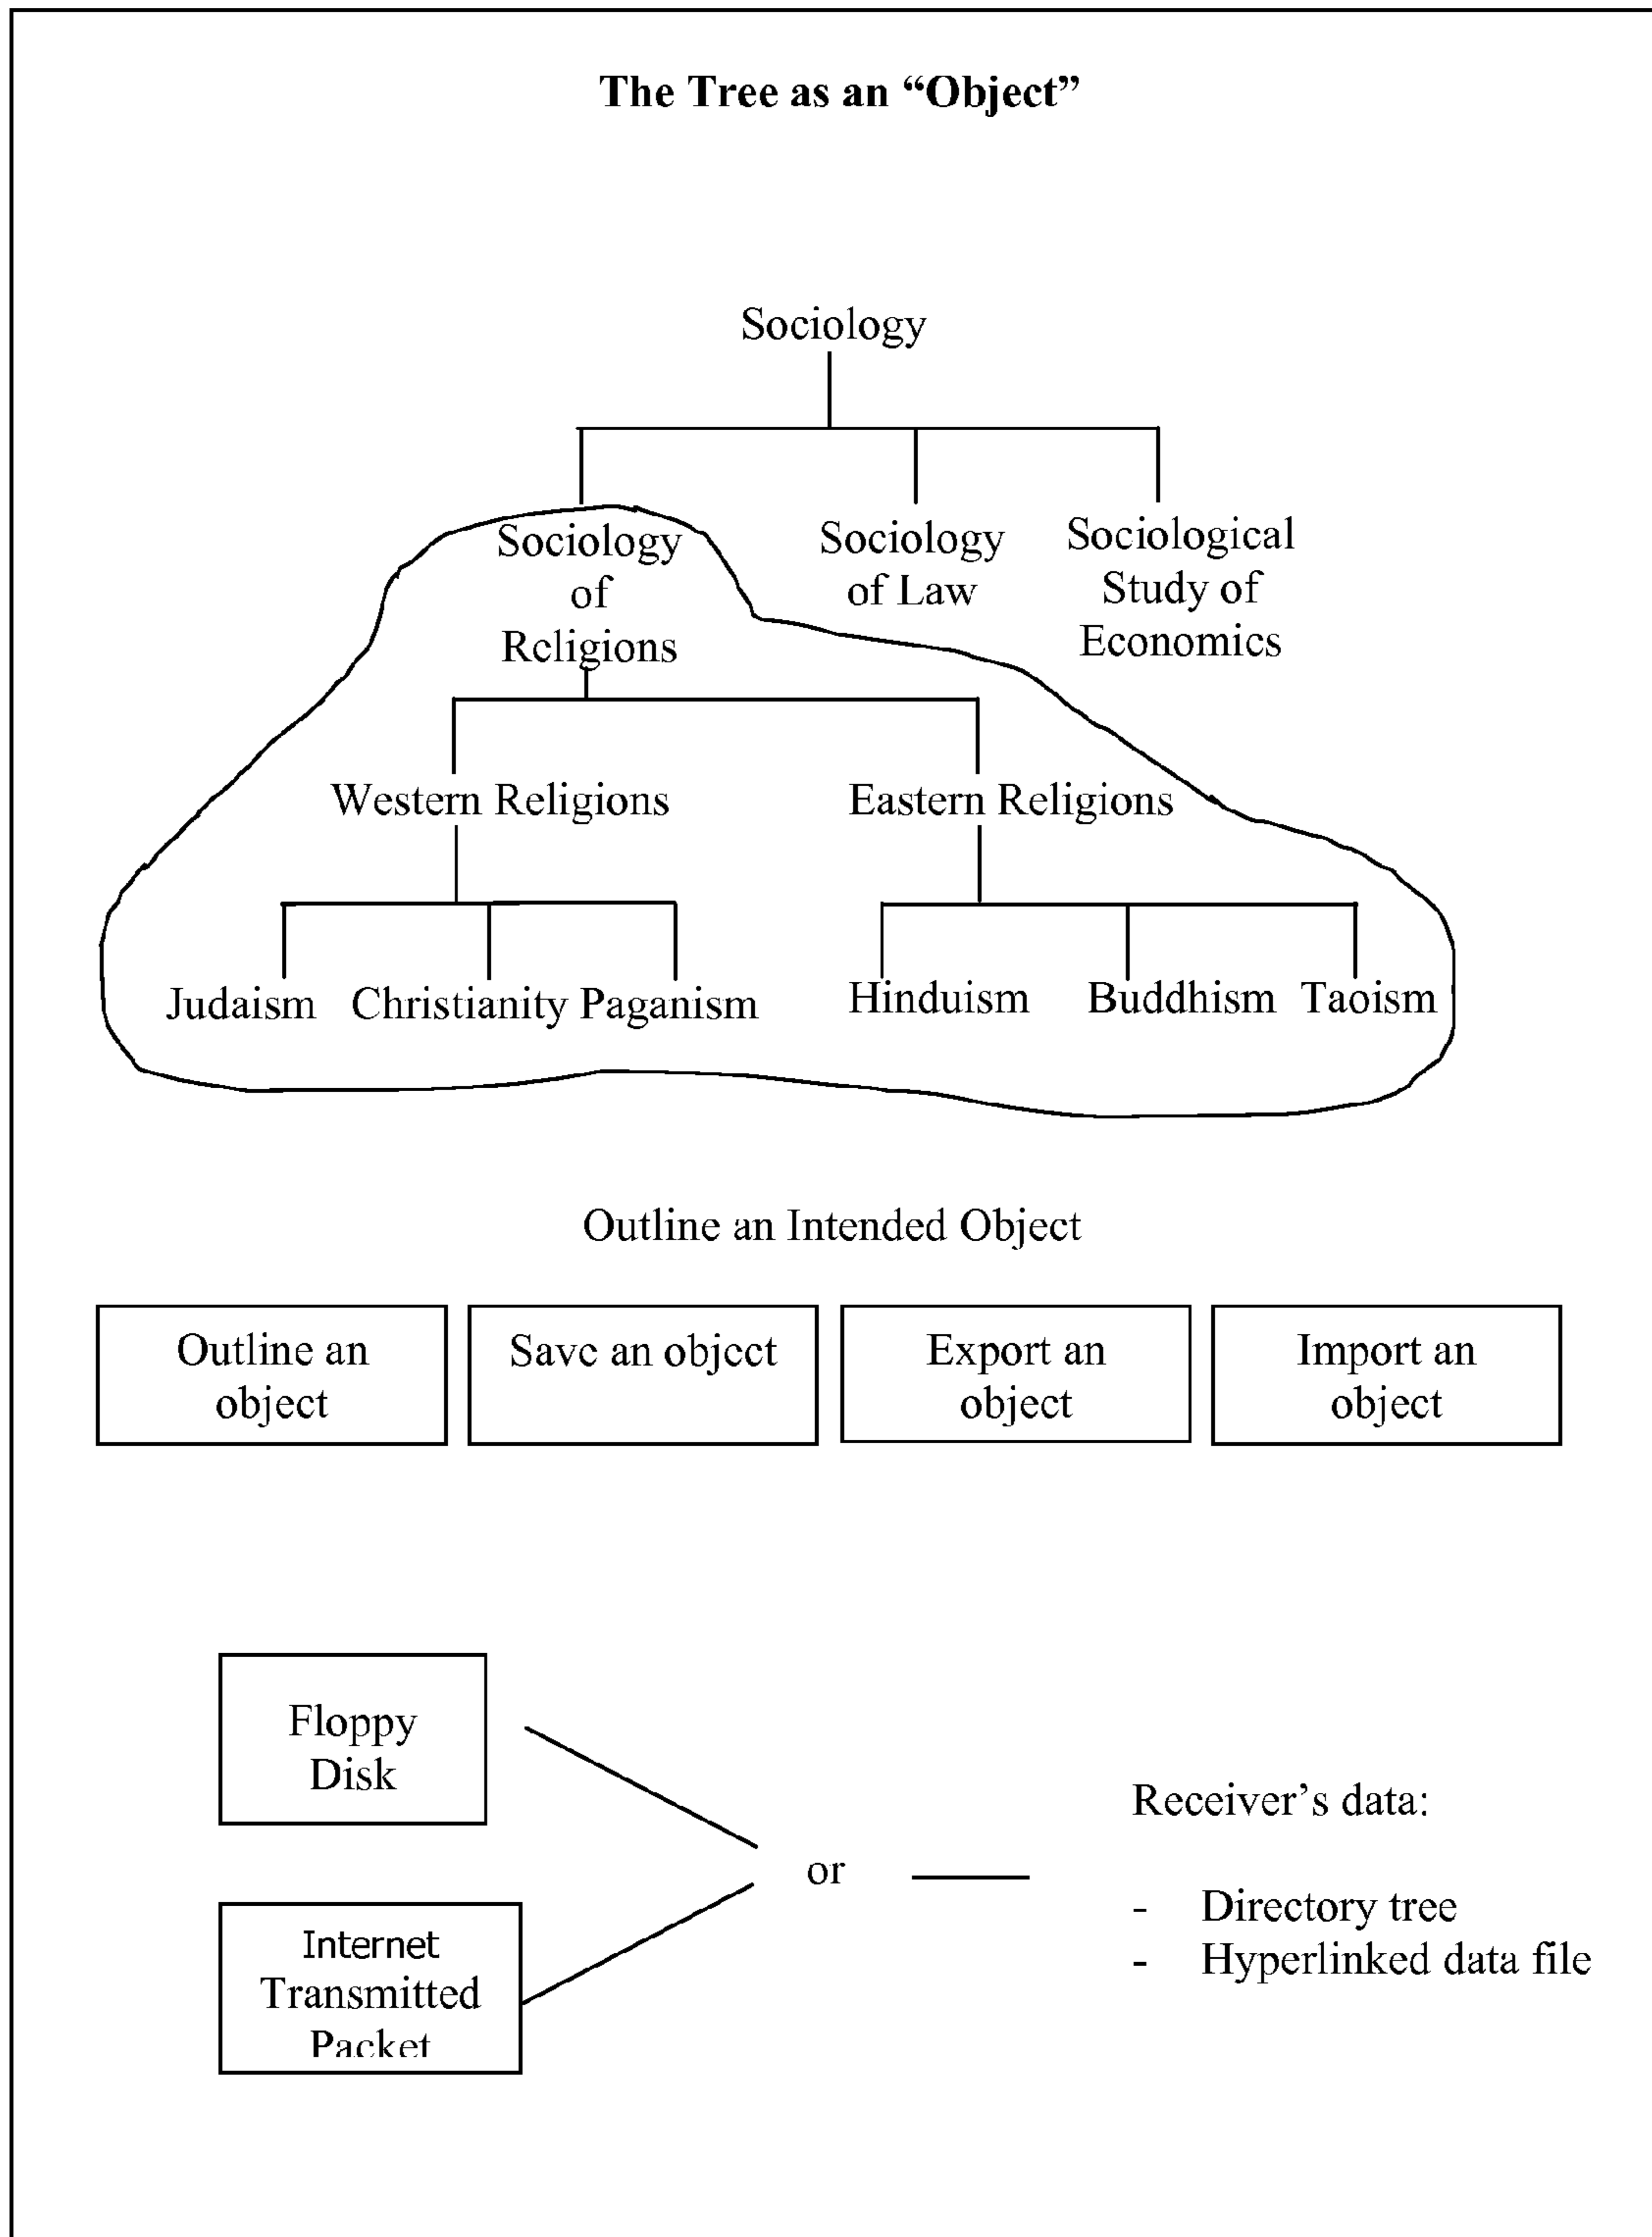 The Tree as an “Object”
Sociology
Sociology
of
Religions
Sociology
of Law
Sociological
Study of
Economics
Western Religions
Eastern Religions
Judaism
Christianity
Paganism
Hinduism
Buddhism
Taoism
Outline an Intended Object
Outline an
object
Save an object
Export an
object
Import an
object
Floppy
Disk
Internet
Transmitted
Packet
or
Receiver’s data:
- Directory tree
- Hyperlinked data file